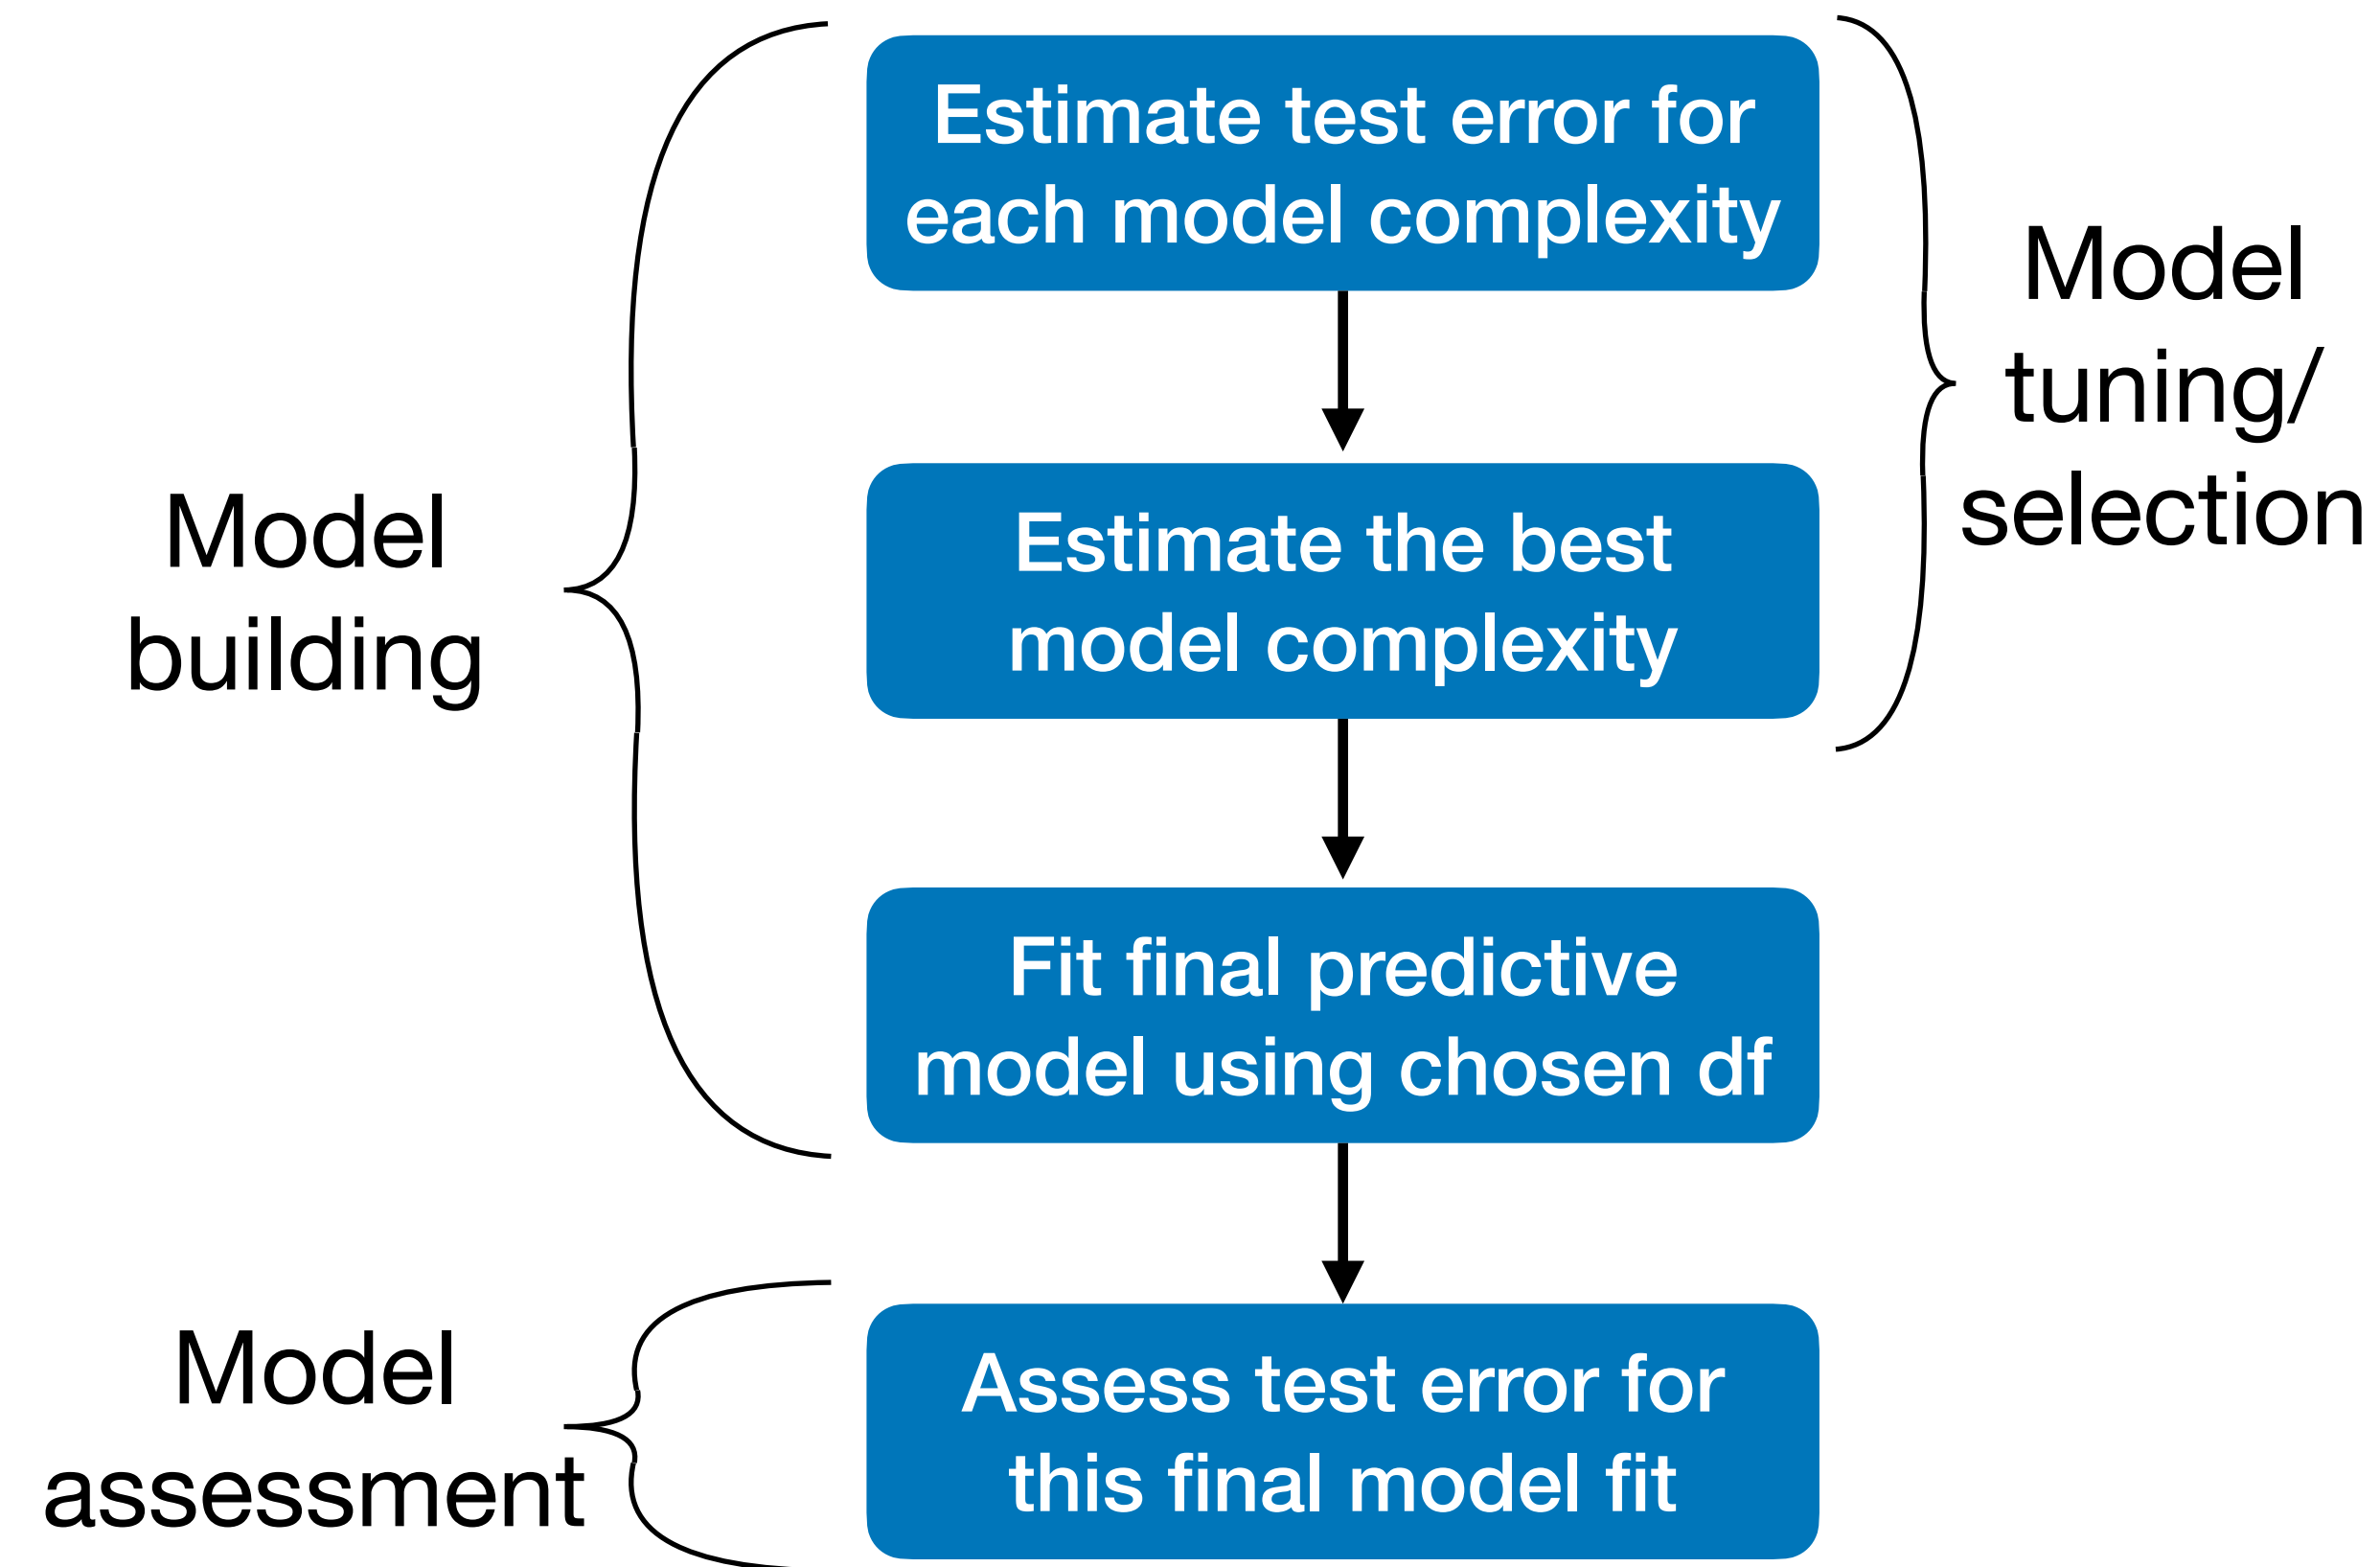 Estimate test error for
each model complexity
Model
tuning/
selection
Estimate the best
model complexity
Model
building
Fit final predictive
model using chosen df
Assess test error for
this final model fit
Model
assessment